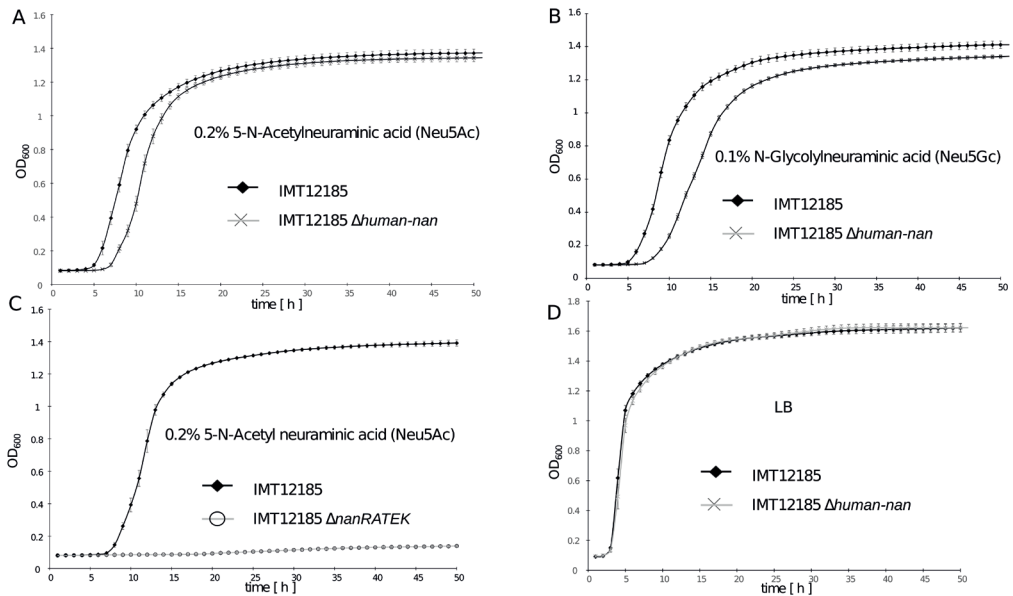 A
1.6
1.4
1.2
1
0.8
0.6
0.4
0.2
0
OD600
0 5 10 15 20 25 30 35 40 45 50
time [ h ]
0.2% 5-N-Acetylneuraminic acid (Neu5Ac)
IMT12185
IMT12185 Δhuman-nan
B
1.6
1.4
1.2
1
0.8
0.6
0.4
0.2
0
OD600
0 5 10 15 20 25 30 35 40 45 50
time [ h ]
0.1% N-Glycolylneuraminic acid (Neu5Gc)
IMT12185
IMT12185 Δhuman-nan
C
1.6
1.4
1.2
1
0.8
0.6
0.4
0.2
0
OD600
0 5 10 15 20 25 30 35 40 45 50
time [ h ]
0.2% 5-N-Acetyl neuraminic acid (Neu5Ac)
IMT12185
IMT12185 ΔnanRATEK
D
1.8
1.6
1.4
1.2
1
0.8
0.6
0.4
0.2
0
OD600
0 5 10 15 20 25 30 35 40 45 50
time [ h ]
LB
IMT12185
IMT12185 Δhuman-nan